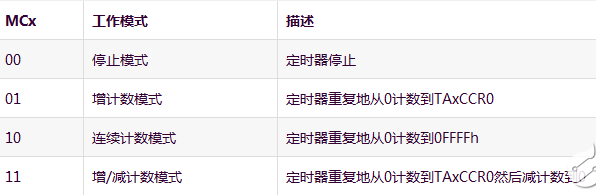 MCx 工作模式 描述
00 停止模式 定时器停止
01 增计数模式 定时器重复地从0计数到TAxCCR0
10 连续计数模式 定时器重复地从0计数到0FFFFh
11 增/减计数模式 定时器重复地从0计数到TAxCCR0然后减计数到